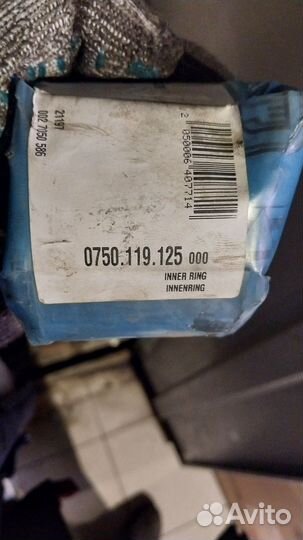 21197
002 7050 586
2 050006 407714
0750.119.125 000
INNER RING
INNENRING
Avito